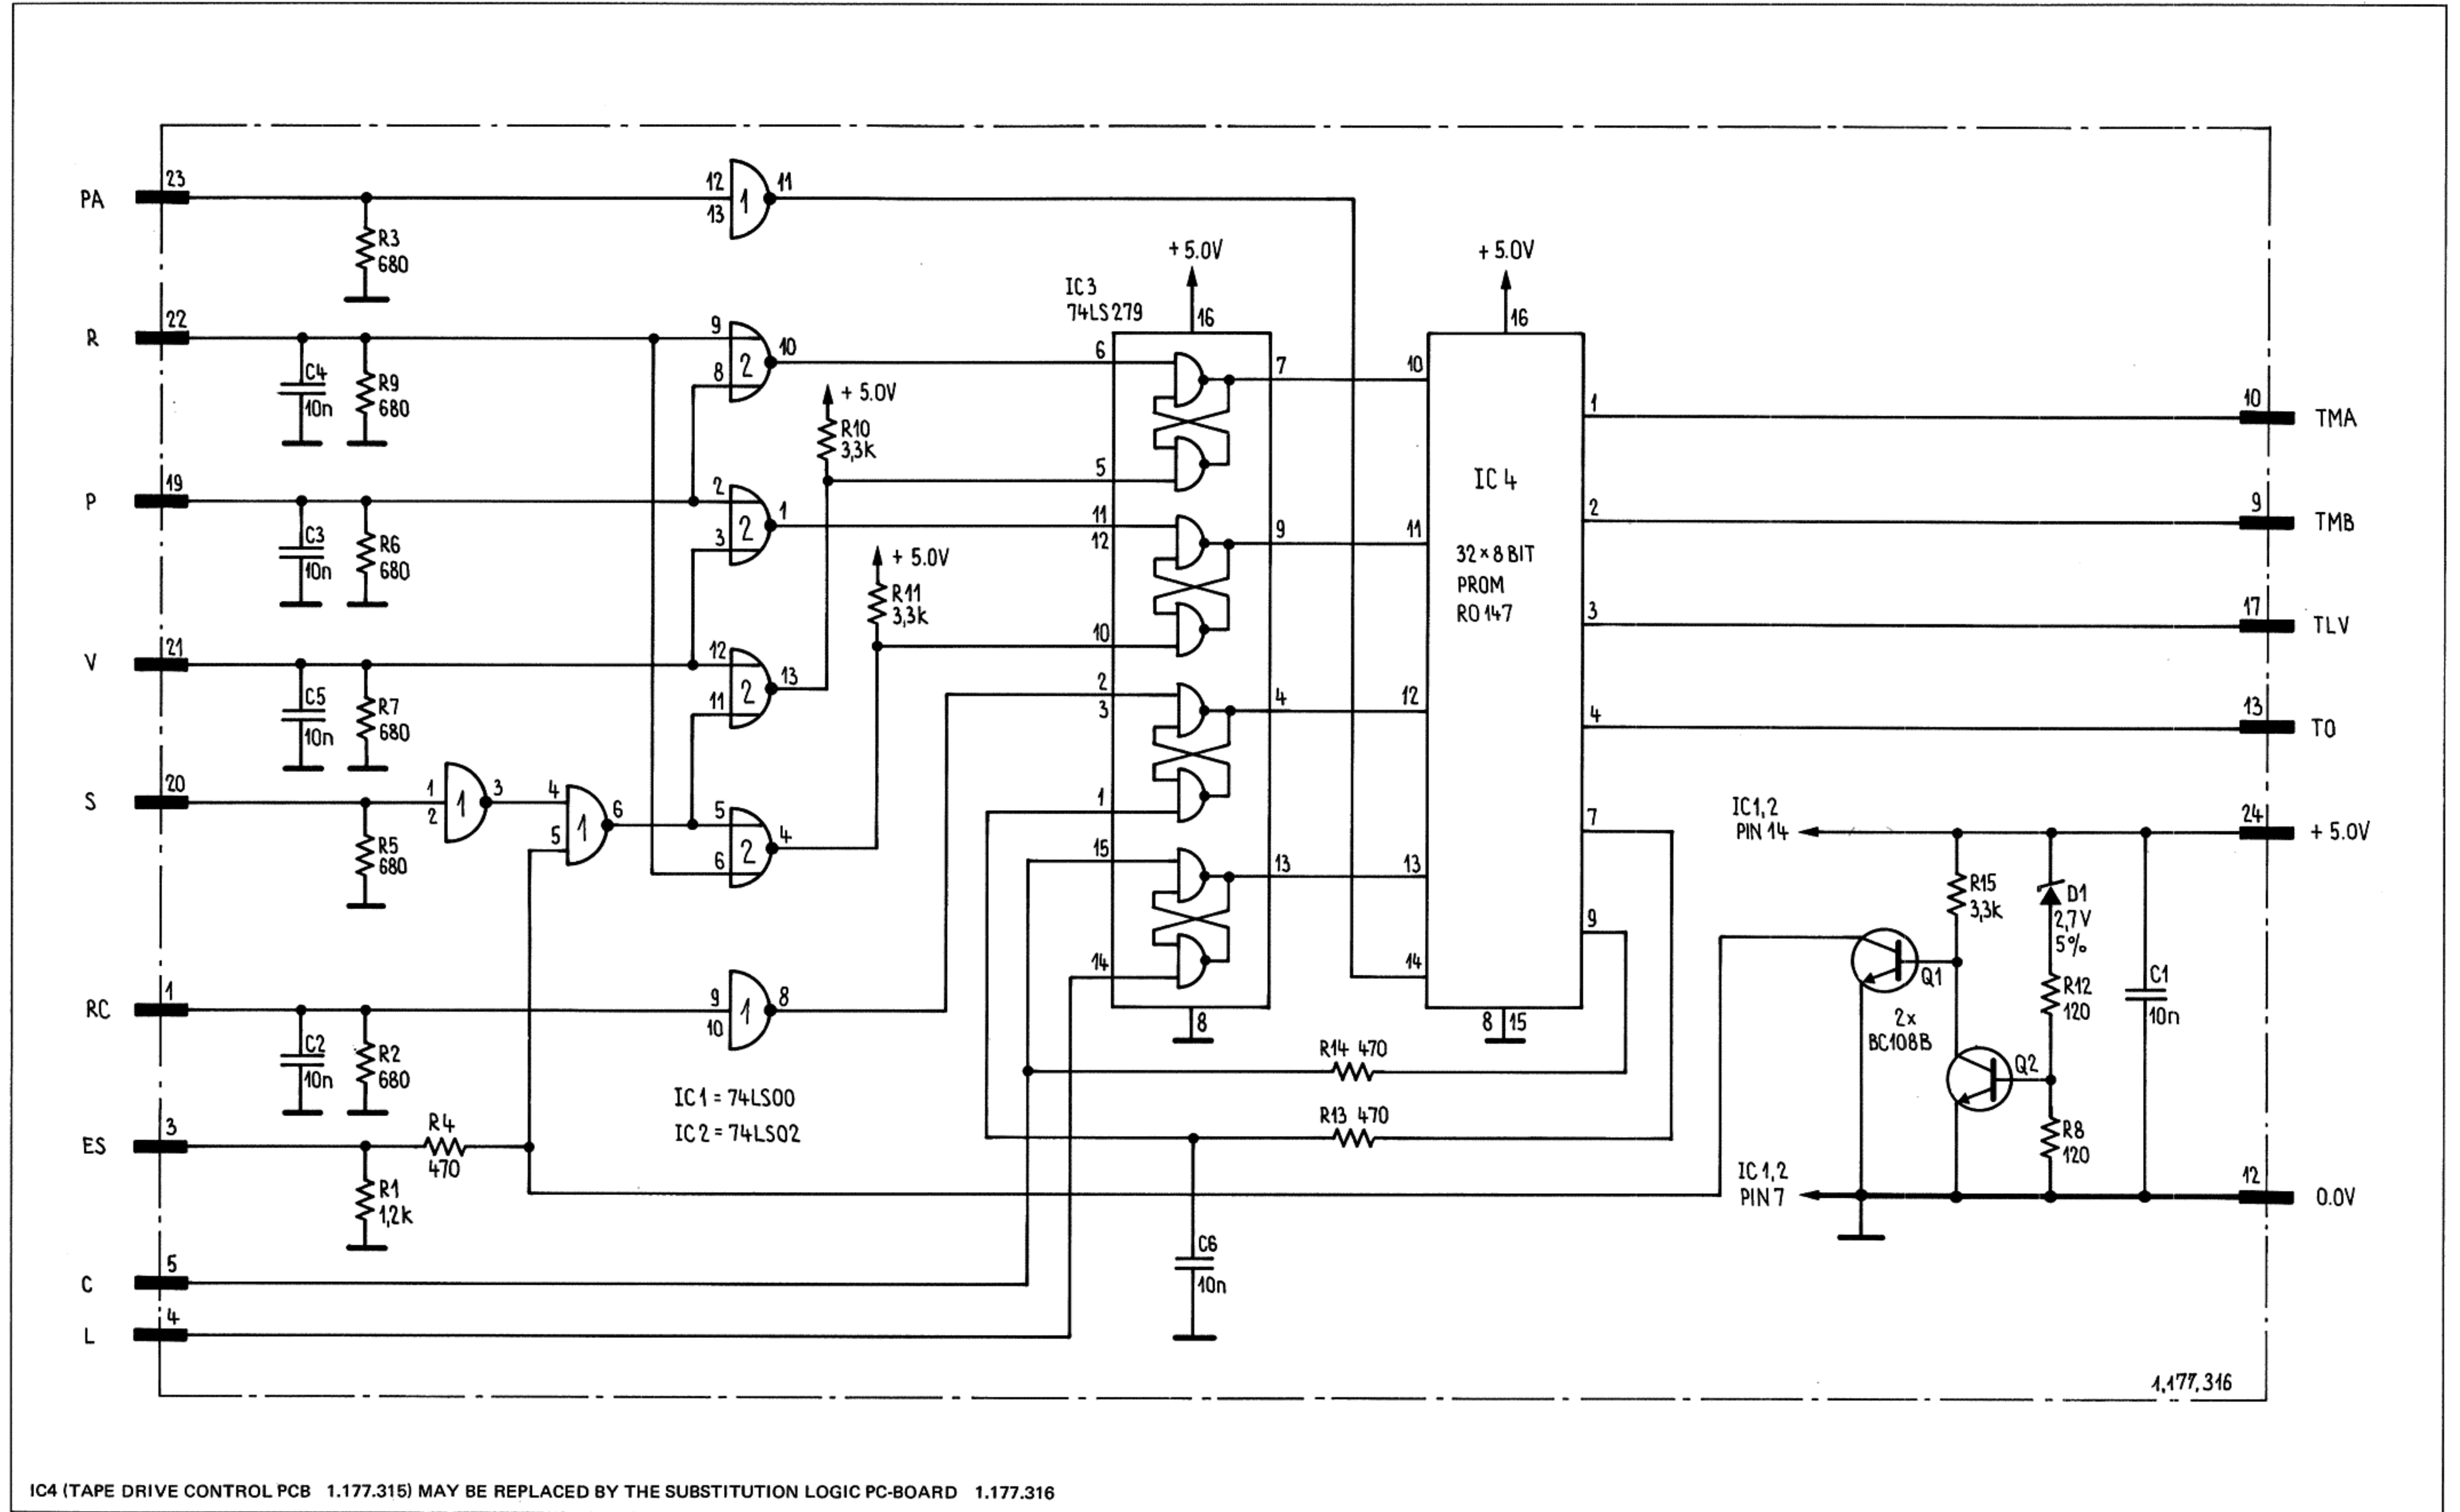 PA 23
12 13 1 11
R3 680
R 22
C4 10n
R9 680
9 8 2 10
+ 5.0V
R10 3,3k
P 19
C3 10n
R6 680
2 3 2 1
+ 5.0V
R11 3,3k
V 21
C5 10n
R7 680
12 11 2 13
S 20
1 2 1 3
4 5 1 6
5 6 2 4
R5 680
RC 1
C2 10n
R2 680
9 10 1 8
IC1 = 74LS00
IC2 = 74LS02
ES 3
R4
470
R1 1,2k
C 5
L 4
IC3
74LS279
+ 5.0V
16
6 7
5
11 9
12
10
2 4
3
1
15 13
14
8
+ 5.0V
16
10
11
12
13
14
IC 4
32×8 BIT
PROM
RO 147
1
2
3
4
7
9
8 15
R14 470
R13 470
C6
10n
10 TMA
9 TMB
17 TLV
13 TO
IC1,2
PIN 14
24 + 5.0V
R15
3,3k
D1
2,7V
5%
R12
120
C1
10n
Q1
2x
BC108B
Q2
R8
120
IC1,2
PIN 7
12 0.0V
1,177,316
IC4 (TAPE DRIVE CONTROL PCB 1.177.315) MAY BE REPLACED BY THE SUBSTITUTION LOGIC PC-BOARD 1.177.316